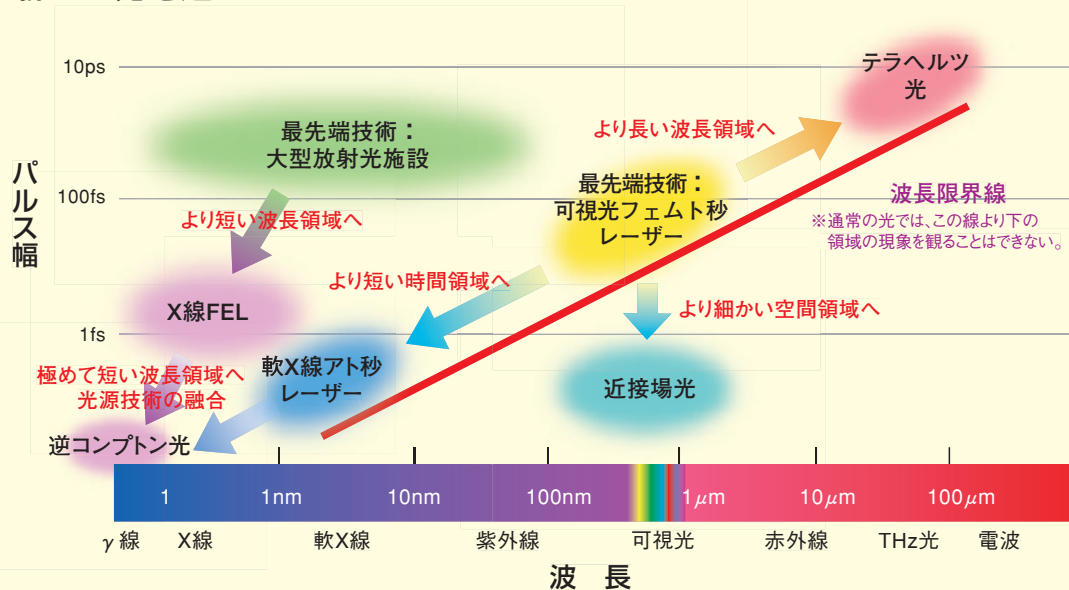 10ps
100fs
1fs
パルス幅
テラヘルツ
光
最先端技術：
大型放射光施設
より長い波長領域へ
最先端技術：
可視光フェムト秒
レーザー
波長限界線
※通常の光では、この線より下の
領域の現象を観ることはできない。
より短い波長領域へ
より短い時間領域へ
X線FEL
より細かい空間領域へ
軟X線アト秒
レーザー
近接場光
極めて短い波長領域へ
光源技術の融合
逆コンプトン光
1
1nm
10nm
100nm
1μm
10μm
100μm
γ線
X線
軟X線
紫外線
可視光
赤外線
THz光
電波
波　長